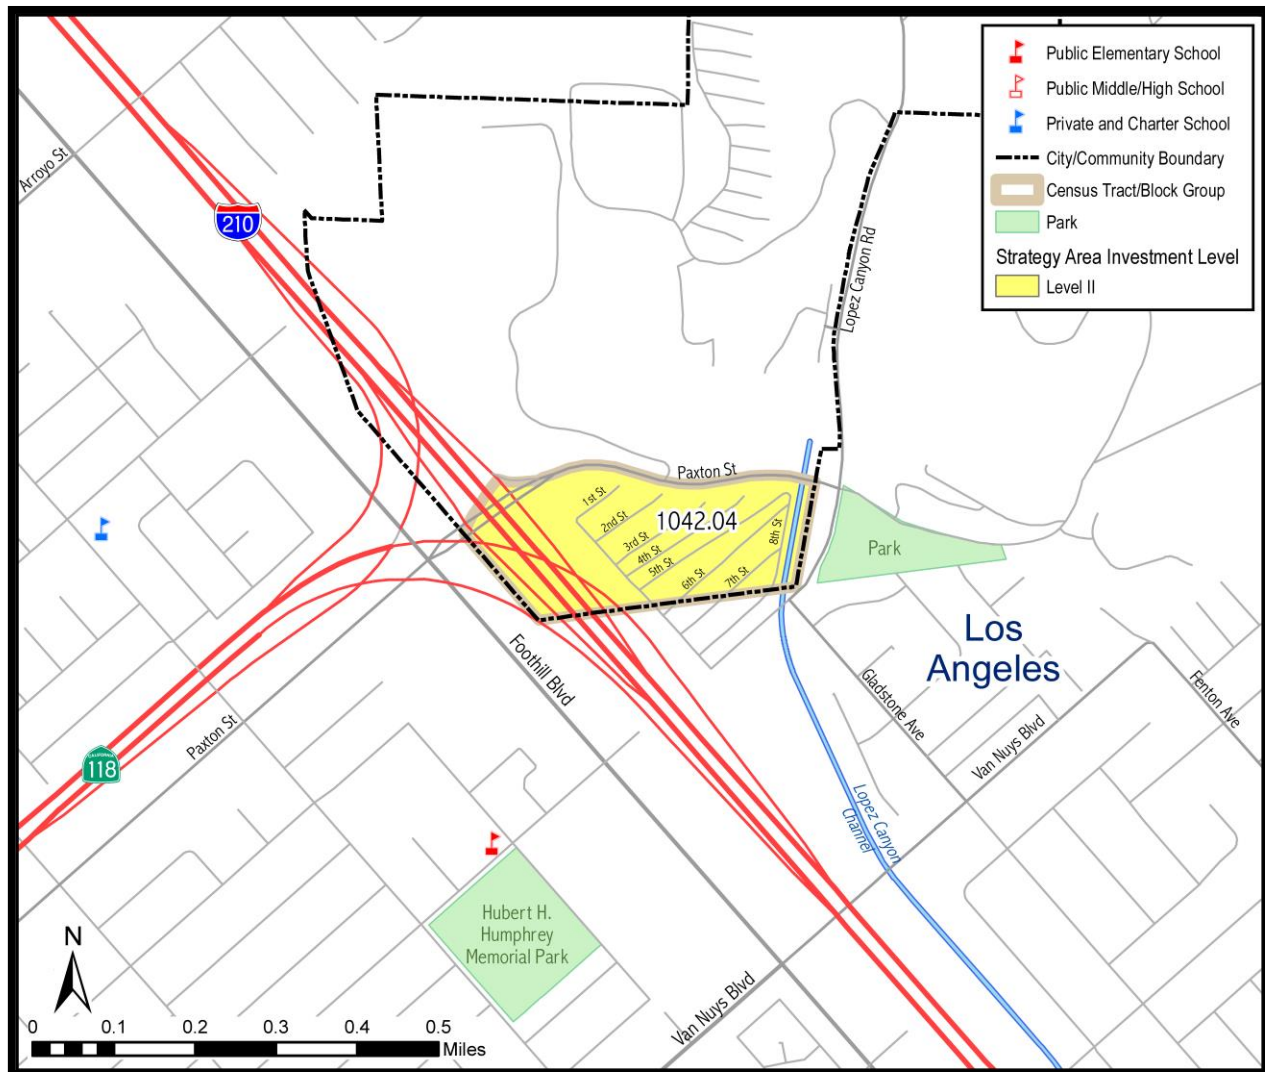 Public Elementary School
Public Middle/High School
Private and Charter School
City/Community Boundary
Census Tract/Block Group
Park
Strategy Area Investment Level
Level II
Arroyo St
210
Lopez Canyon Rd
Paxton St
1st St
2nd St
3rd St
4th St
5th St
6th St
7th St
8th St
1042.04
Park
Los
Angeles
Foothill Blvd
Gladstone Ave
Fenton Ave
Van Nuys Blvd
Paxton St
CALIFORNIA
118
Lopez Canyon
Channel
Hubert H.
Humphrey
Memorial Park
Van Nuys Blvd
N
0 0.1 0.2 0.3 0.4 0.5
Miles